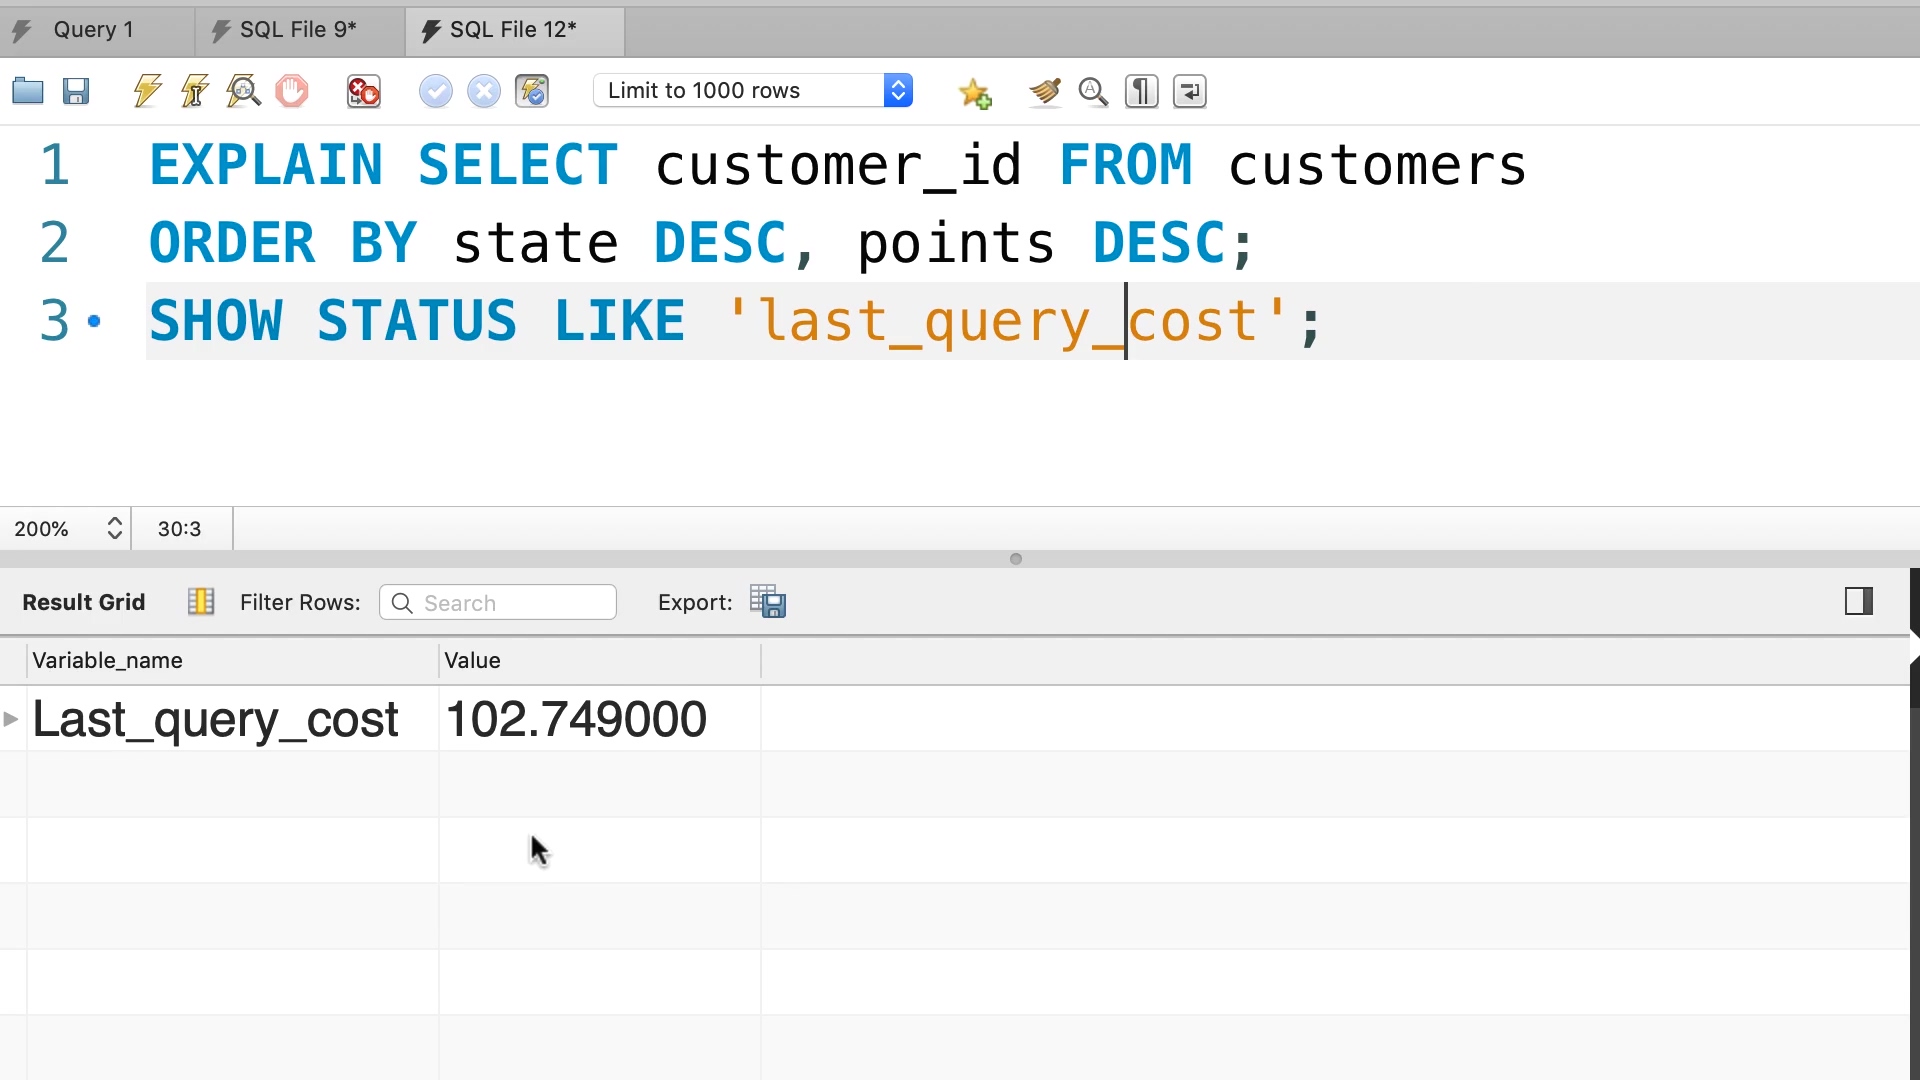 Query 1 SQL File 9* SQL File 12*
Limit to 1000 rows
1 EXPLAIN SELECT customer_id FROM customers
2 ORDER BY state DESC, points DESC;
3 SHOW STATUS LIKE 'last_query_cost';
200% 30:3
Result Grid Filter Rows: Search Export:
Variable_name Value
Last_query_cost 102.749000